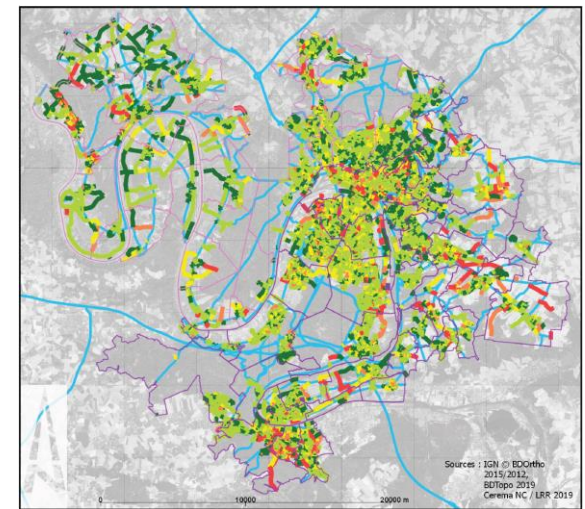 Sources : IGN © BDOrtho
2015/2012,
BDTopo 2019
Cerema NC / LRR 2019
0 10000 20000 m